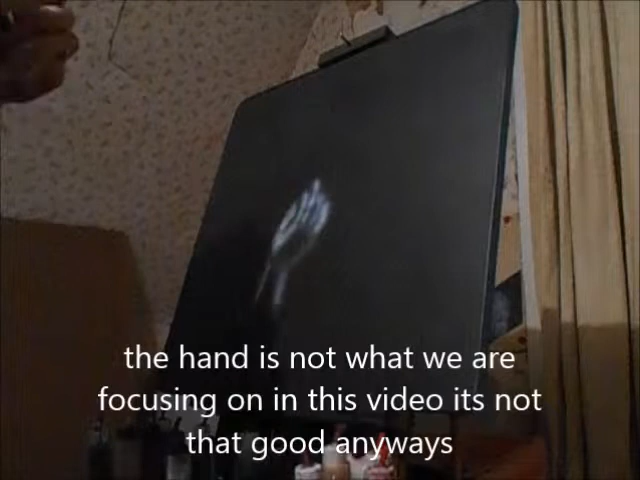 the hand is not what we are
focusing on in this video its not
that good anyways